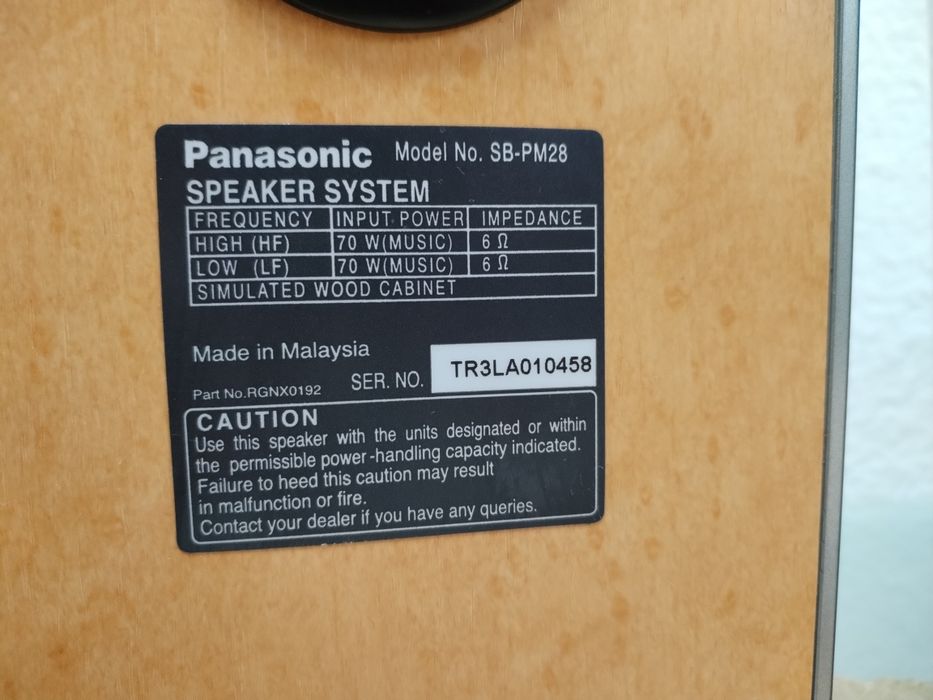 Panasonic Model No. SB-PM28
SPEAKER SYSTEM
FREQUENCY INPUT POWER IMPEDANCE
HIGH (HF) 70 W(MUSIC) 6 Ω
LOW (LF) 70 W(MUSIC) 6 Ω
SIMULATED WOOD CABINET
Made in Malaysia
Part No.RGNX0192 SER. NO. TR3LA010458
CAUTION
Use this speaker with the units designated or within
the permissible power-handling capacity indicated.
Failure to heed this caution may result
in malfunction or fire.
Contact your dealer if you have any queries.